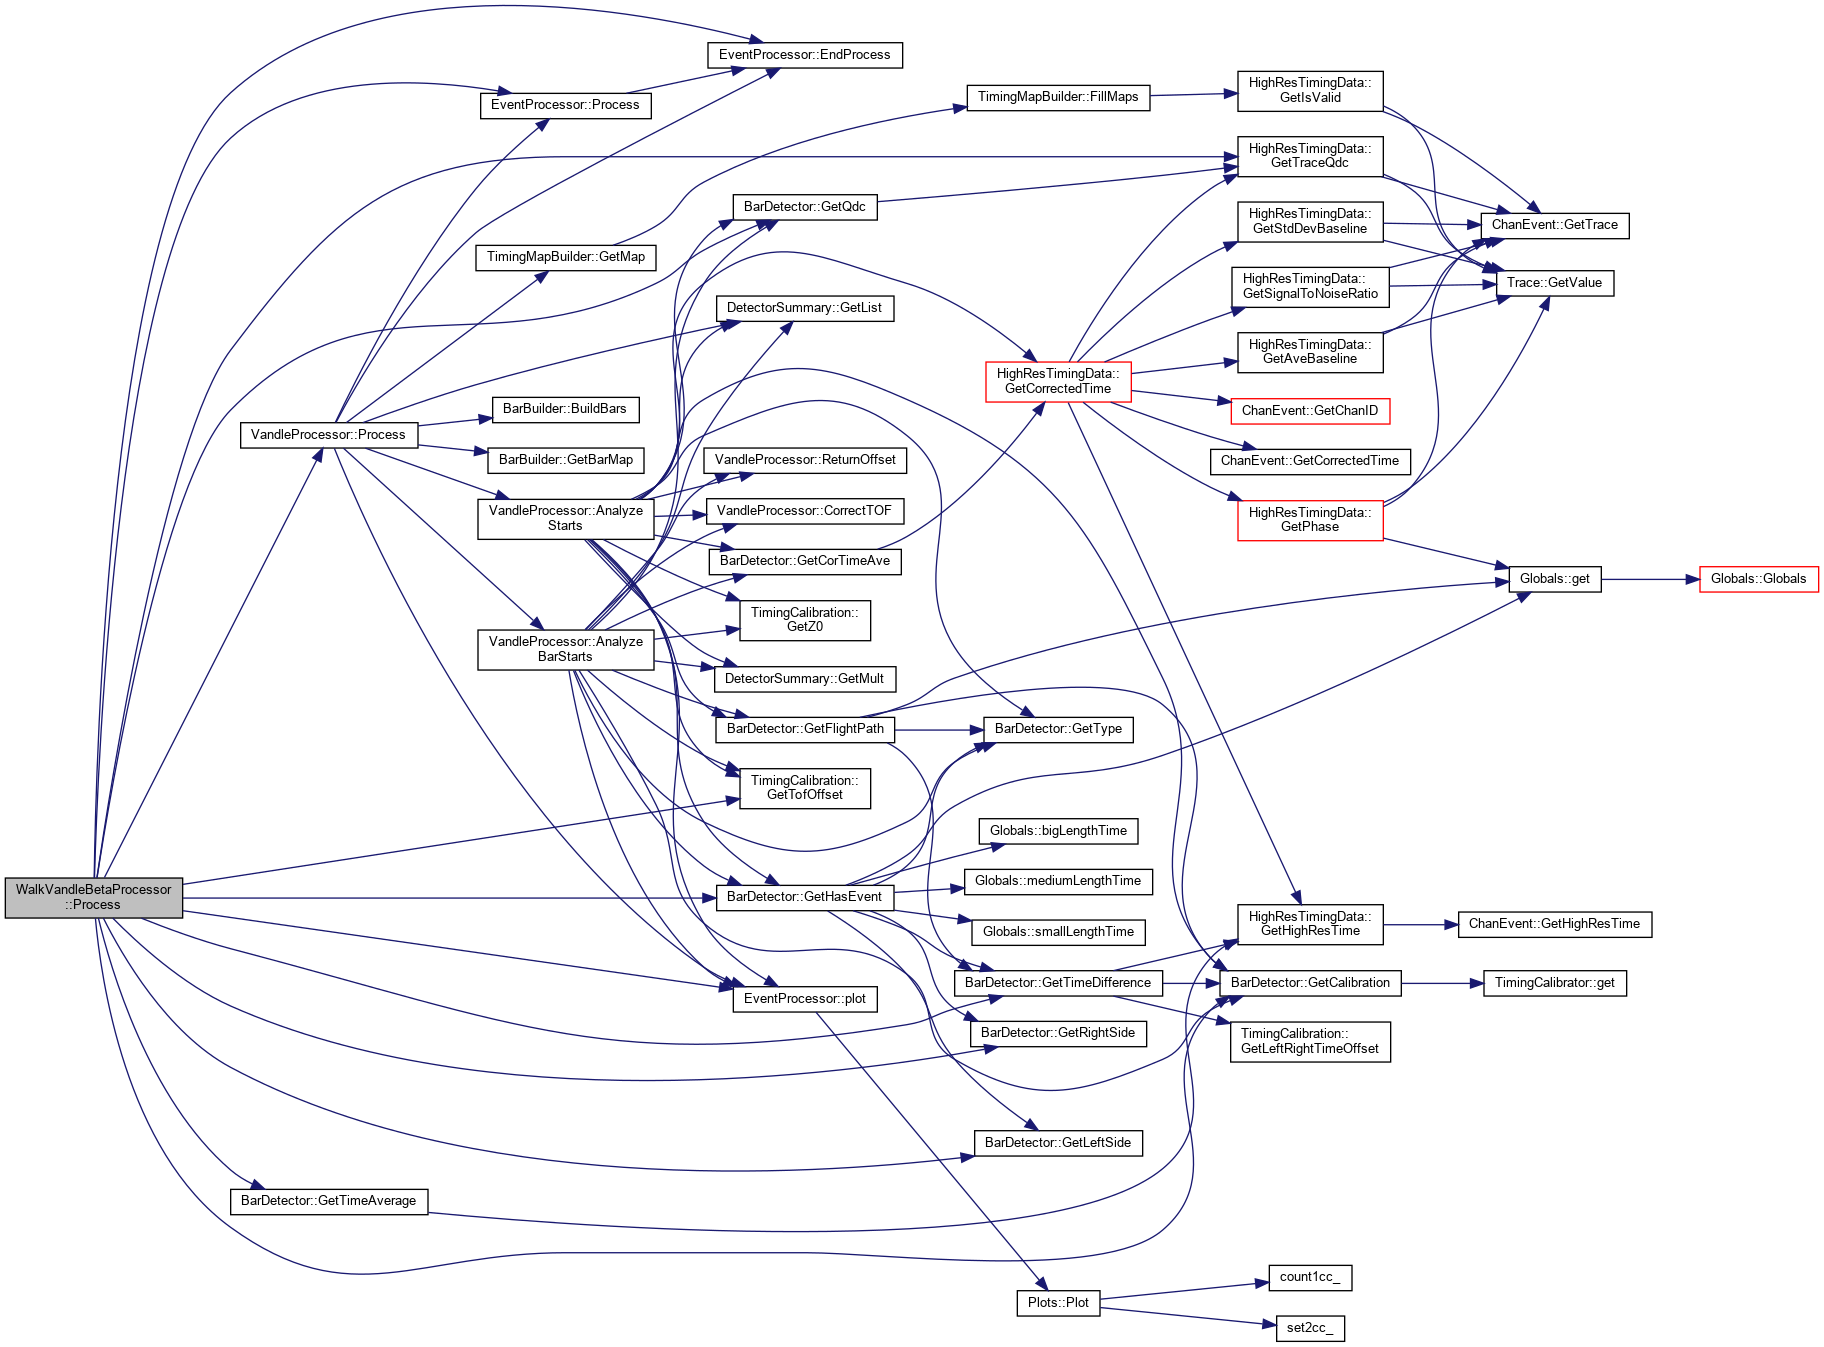 WalkVandleBetaProcessor
::Process
VandleProcessor::Process
BarDetector::GetTimeAverage
EventProcessor::Process
TimingMapBuilder::GetMap
BarBuilder::BuildBars
BarBuilder::GetBarMap
VandleProcessor::Analyze
Starts
VandleProcessor::Analyze
BarStarts
EventProcessor::EndProcess
BarDetector::GetQdc
DetectorSummary::GetList
VandleProcessor::ReturnOffset
VandleProcessor::CorrectTOF
BarDetector::GetCorTimeAve
TimingCalibration::
GetZ0
DetectorSummary::GetMult
BarDetector::GetFlightPath
TimingCalibration::
GetTofOffset
BarDetector::GetHasEvent
EventProcessor::plot
TimingMapBuilder::FillMaps
HighResTimingData::
GetCorrectedTime
BarDetector::GetType
Globals::bigLengthTime
Globals::mediumLengthTime
Globals::smallLengthTime
BarDetector::GetTimeDifference
BarDetector::GetRightSide
BarDetector::GetLeftSide
Plots::Plot
HighResTimingData::
GetIsValid
HighResTimingData::
GetTraceQdc
HighResTimingData::
GetStdDevBaseline
HighResTimingData::
GetSignalToNoiseRatio
HighResTimingData::
GetAveBaseline
ChanEvent::GetChanID
ChanEvent::GetCorrectedTime
HighResTimingData::
GetPhase
HighResTimingData::
GetHighResTime
BarDetector::GetCalibration
TimingCalibration::
GetLeftRightTimeOffset
count1cc_
set2cc_
ChanEvent::GetTrace
Trace::GetValue
Globals::get
ChanEvent::GetHighResTime
TimingCalibrator::get
Globals::Globals